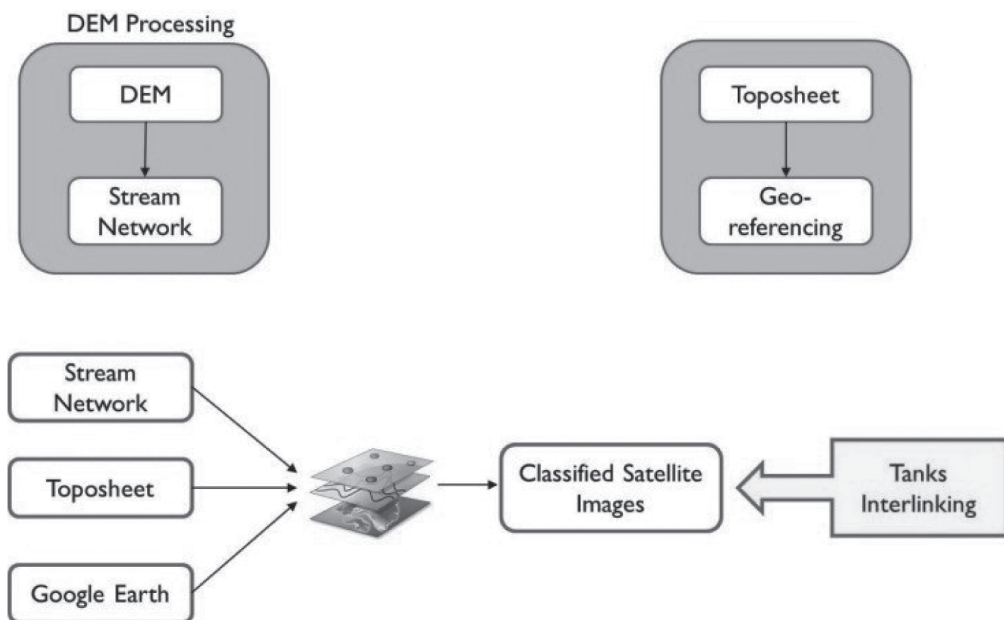 DEM Processing
DEM
Stream
Network
Toposheet
Geo-
referencing
Stream
Network
Toposheet
Google Earth
Classified Satellite
Images
Tanks
Interlinking